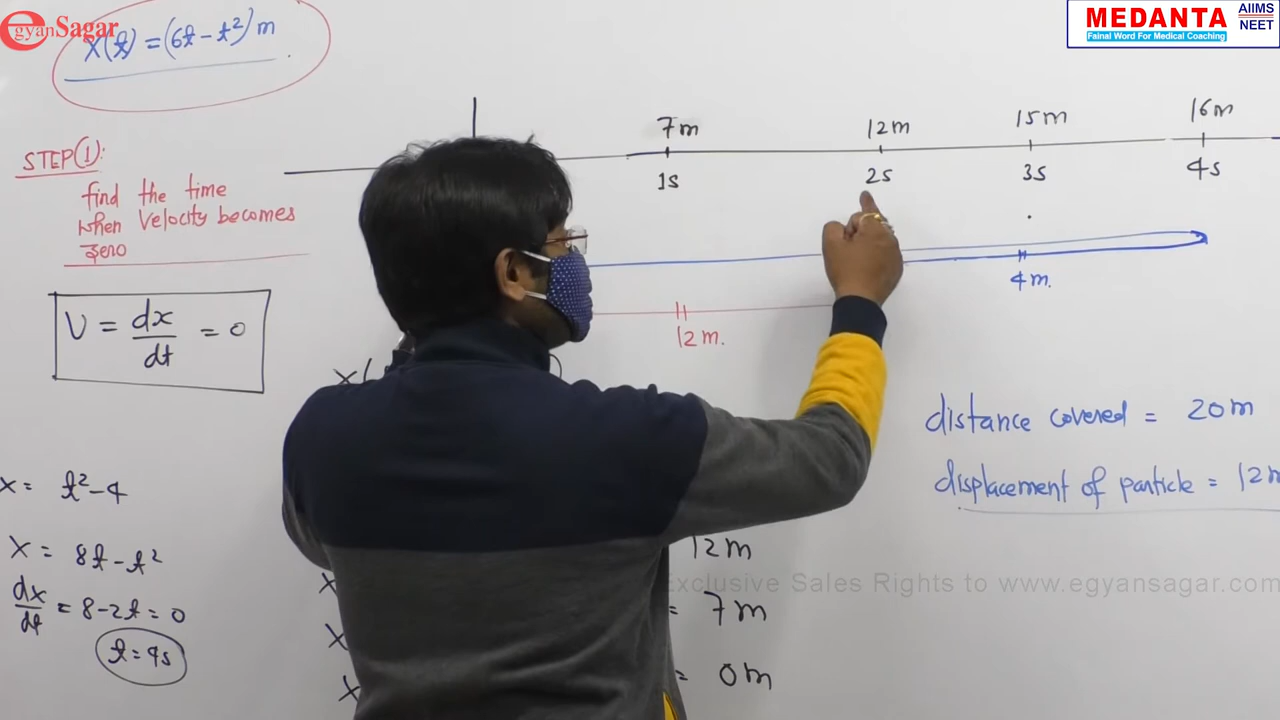 egyanSagar
MEDANTA
AIIMS
NEET
Fainal Word For Medical Coaching
x(t) = (6t - t²) m
STEP ①:
find the time
when velocity becomes
zero
V = dx/dt = 0
7m 12m 15m 16m
1s 2s 3s 4s
4m.
12m.
x(
distance covered = 20m
displacement of particle = 12m
x = t² - 4
x = 8t - t²
dx/dt = 8 - 2t = 0
t = 4s
12m
x = 7m
x = 0m
Exclusive Sales Rights to www.egyansagar.com